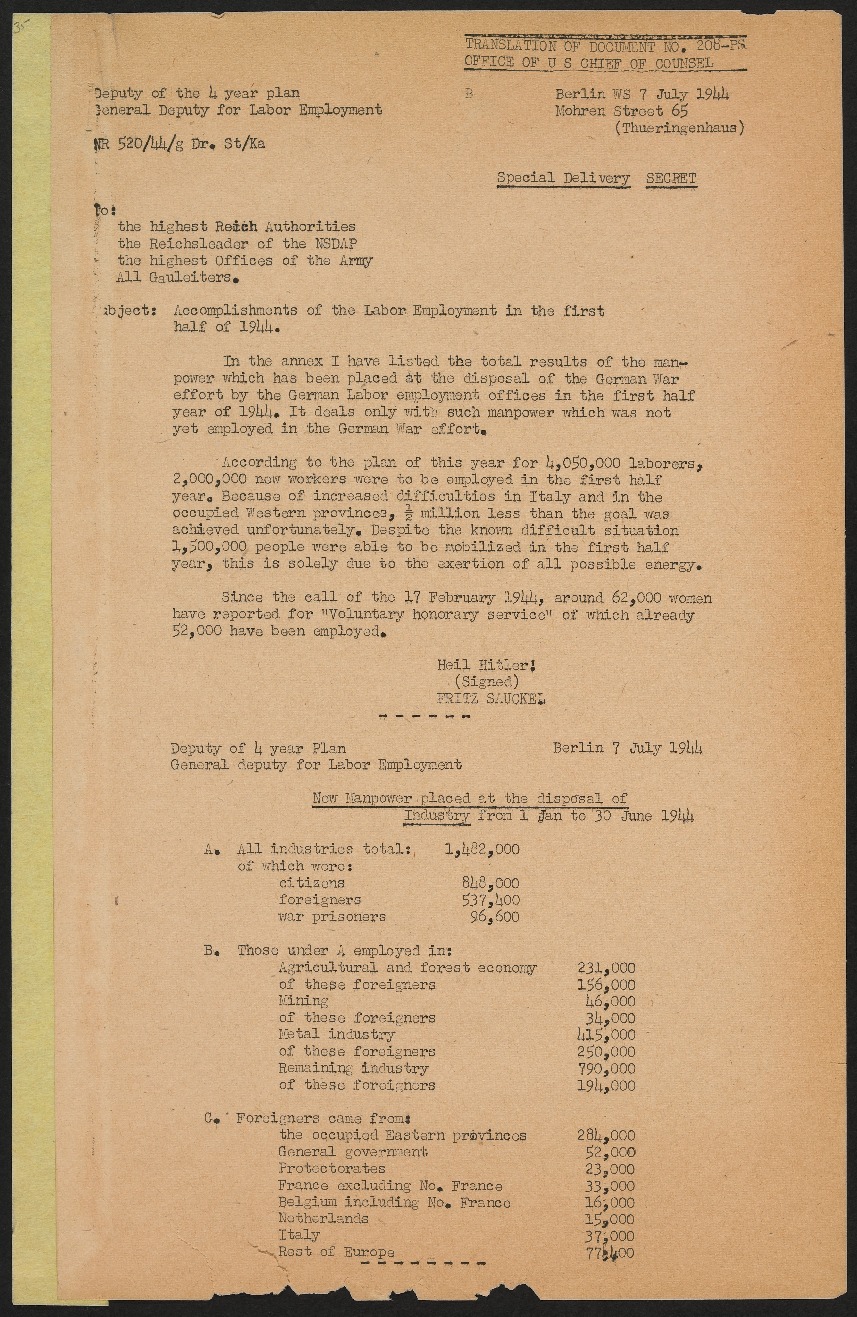 35
TRANSLATION OF DOCUMENT NO. 208-PS
OFFICE OF U S CHIEF OF COUNSEL
Deputy of the 4 year plan
General Deputy for Labor Employment
B
Berlin WS 7 July 1944
Mohren Street 65
(Thueringenhaus)
NR 520/44/g Dr. St/Ka
Special Delivery SECRET
To:
the highest Reich Authorities
the Reichsleader of the NSDAP
the highest Offices of the Army
All Gauleiters.
ubject: Accomplishments of the Labor Employment in the first
half of 1944.
In the annex I have listed the total results of the man-
power which has been placed at the disposal of the German War
effort by the German Labor employment offices in the first half
year of 1944. It deals only with such manpower which was not
yet employed in the German War effort.
According to the plan of this year for 4,050,000 laborers,
2,000,000 new workers were to be employed in the first half
year. Because of increased difficulties in Italy and in the
occupied Western provinces, ½ million less than the goal was
achieved unfortunately. Despite the known difficult situation
1,500,000 people were able to be mobilized in the first half
year, this is solely due to the exertion of all possible energy.
Since the call of the 17 February 1944, around 62,000 women
have reported for "Voluntary honorary service" of which already
52,000 have been employed.
Heil Hitler!
(Signed)
FRITZ SAUCKEL
- - - - - -
Deputy of 4 year Plan
Berlin 7 July 1944
General deputy for Labor Employment
New Manpower placed at the disposal of
Industry from 1 Jan to 30 June 1944
A. All industries total: 1,482,000
of which were:
citizens 848,000
foreigners 537,400
war prisoners 96,600
B. Those under A employed in:
Agricultural and forest economy 231,000
of these foreigners 156,000
Mining 46,000
of these foreigners 34,000
Metal industry 415,000
of these foreigners 250,000
Remaining industry 790,000
of these foreigners 194,000
C. Foreigners came from:
the occupied Eastern provinces 284,000
General government 52,000
Protectorates 23,000
France excluding No. France 33,000
Belgium including No. France 16,000
Netherlands 15,000
Italy 37,000
Rest of Europe 77,400
- - - - - - - -